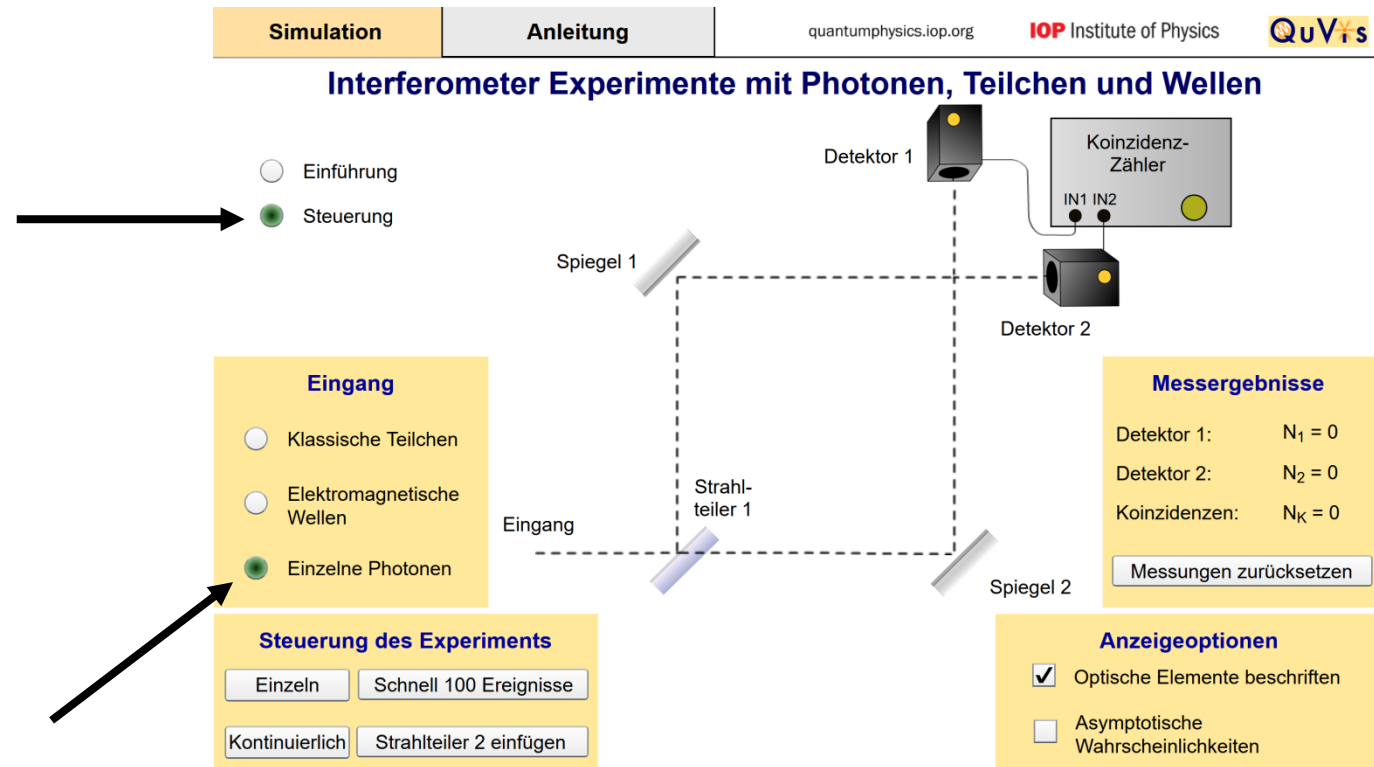 Simulation
Anleitung
quantumphysics.iop.org
IOP Institute of Physics
QuVis
Interferometer Experimente mit Photonen, Teilchen und Wellen
Einführung
Steuerung
Detektor 1
Koinzidenz-
Zähler
IN1 IN2
Spiegel 1
Detektor 2
Eingang
Klassische Teilchen
Elektromagnetische
Wellen
Einzelne Photonen
Eingang
Strahl-
teiler 1
Spiegel 2
Messergebnisse
Detektor 1: N₁ = 0
Detektor 2: N₂ = 0
Koinzidenzen: N_K = 0
Messungen zurücksetzen
Steuerung des Experiments
Einzeln
Schnell 100 Ereignisse
Kontinuierlich
Strahlteiler 2 einfügen
Anzeigeoptionen
Optische Elemente beschriften
Asymptotische
Wahrscheinlichkeiten